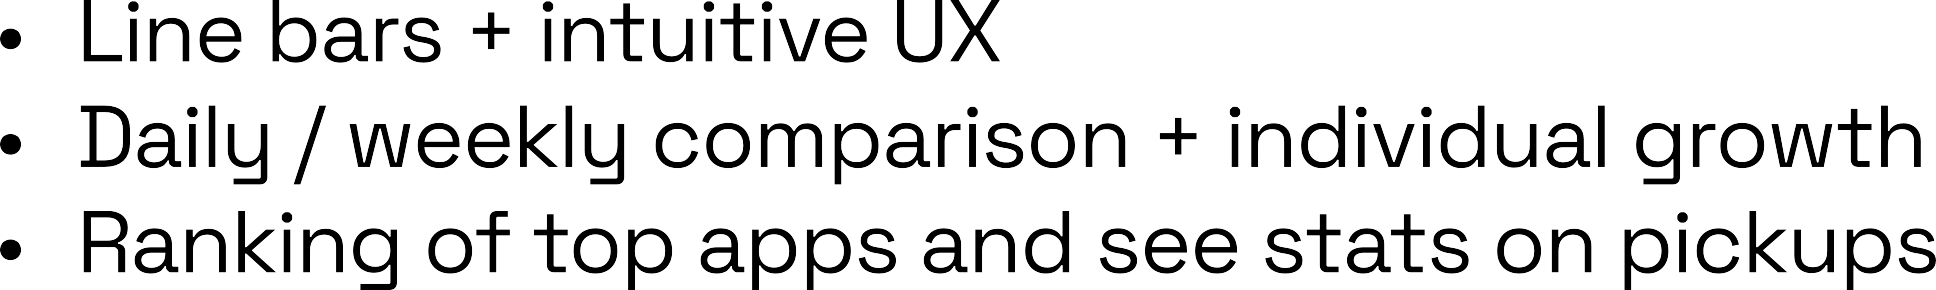 • Line bars + intuitive UX
• Daily / weekly comparison + individual growth
• Ranking of top apps and see stats on pickups